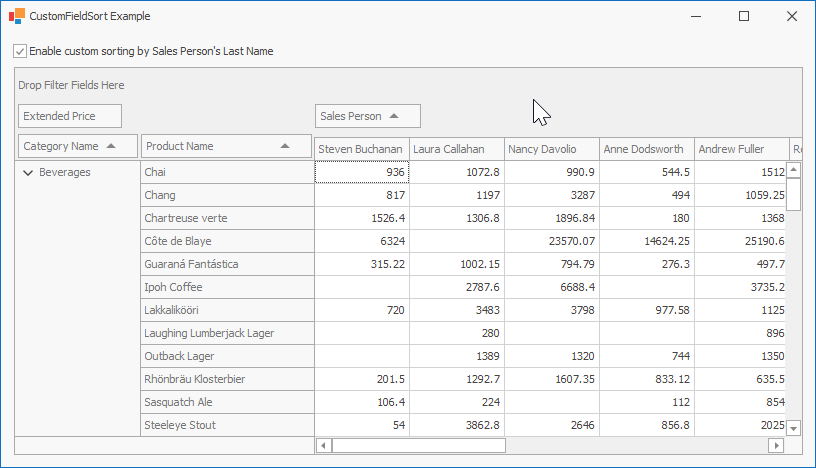 CustomFieldSort Example
Enable custom sorting by Sales Person's Last Name
Drop Filter Fields Here
Extended Price Sales Person
Category Name Product Name Steven Buchanan Laura Callahan Nancy Davolio Anne Dodsworth Andrew Fuller
Beverages Chai 936 1072.8 990.9 544.5 1512
Chang 817 1197 3287 494 1059.25
Chartreuse verte 1526.4 1306.8 1896.84 180 1368
Côte de Blaye 6324 23570.07 14624.25 25190.6
Guaraná Fantástica 315.22 1002.15 794.79 276.3 497.7
Ipoh Coffee 2787.6 6688.4 3735.2
Lakkalikööri 720 3483 3798 977.58 1125
Laughing Lumberjack Lager 280 896
Outback Lager 1389 1320 744 1350
Rhönbräu Klosterbier 201.5 1292.7 1607.35 833.12 635.5
Sasquatch Ale 106.4 224 112 854
Steeleye Stout 54 3862.8 2646 856.8 2025